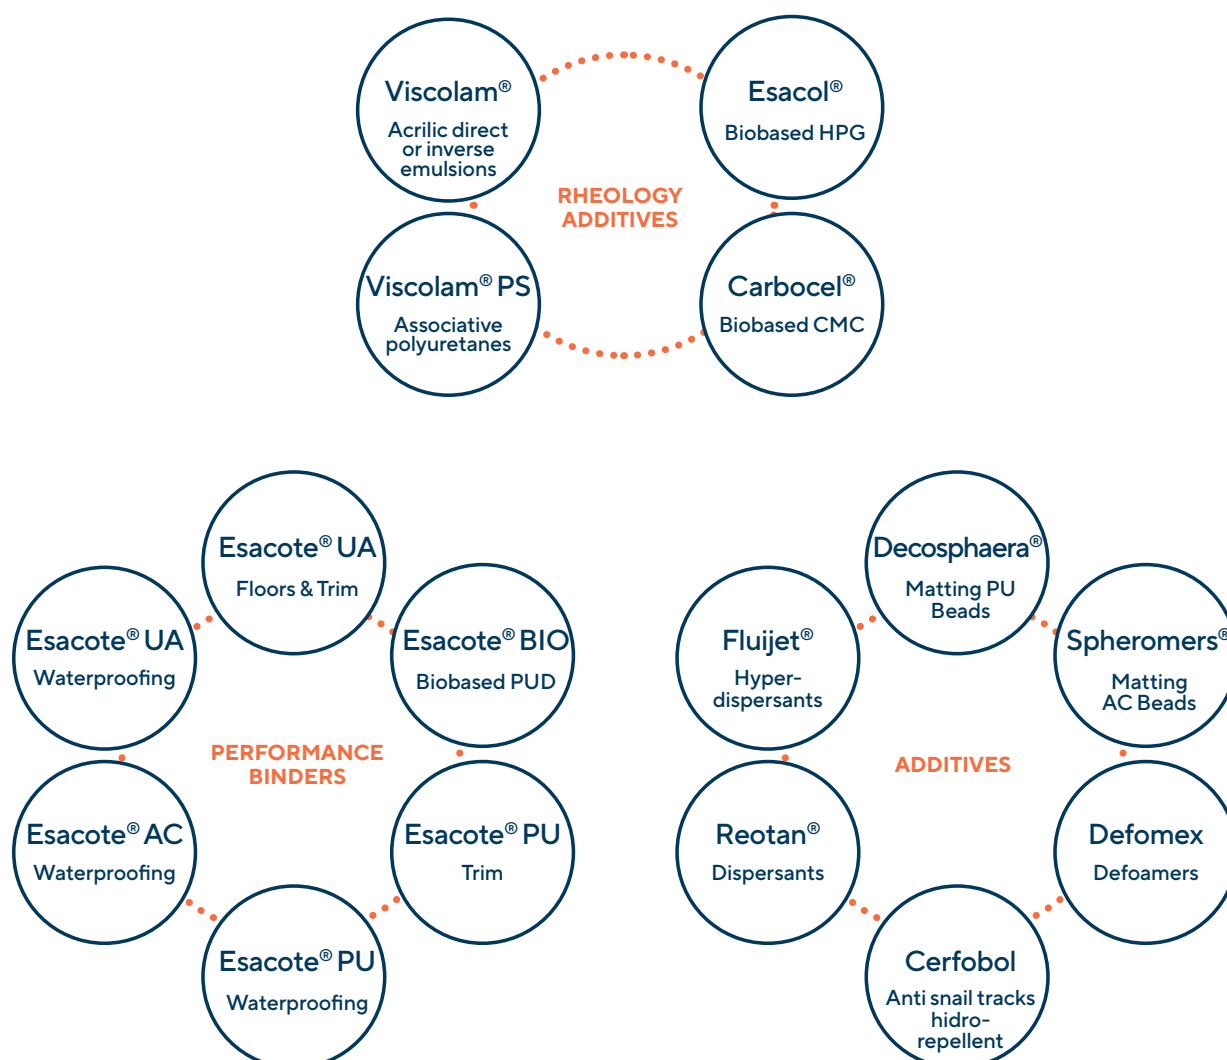 Viscolam®
Acrilic direct
or inverse
emulsions
Esacol®
Biobased HPG
RHEOLOGY
ADDITIVES
Viscolam® PS
Associative
polyuretanes
Carbocel®
Biobased CMC
Esacote® UA
Floors & Trim
Esacote® UA
Waterproofing
Esacote® BIO
Biobased PUD
PERFORMANCE
BINDERS
Esacote® AC
Waterproofing
Esacote® PU
Trim
Esacote® PU
Waterproofing
Decosphaera®
Matting PU
Beads
Fluijet®
Hyper-
dispersants
Spheromers®
Matting
AC Beads
ADDITIVES
Reotan®
Dispersants
Defomex
Defoamers
Cerfobol
Anti snail tracks
hidro-
repellent